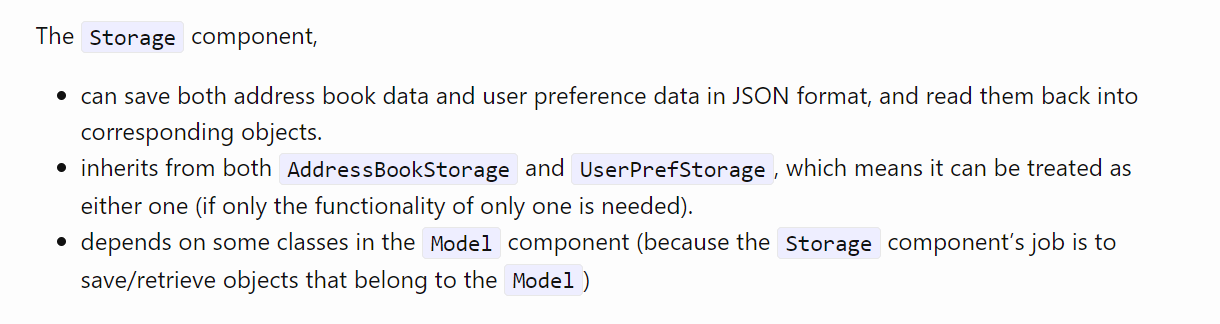 The Storage component,
• can save both address book data and user preference data in JSON format, and read them back into
corresponding objects.
• inherits from both AddressBookStorage and UserPrefStorage, which means it can be treated as
either one (if only the functionality of only one is needed).
• depends on some classes in the Model component (because the Storage component’s job is to
save/retrieve objects that belong to the Model)